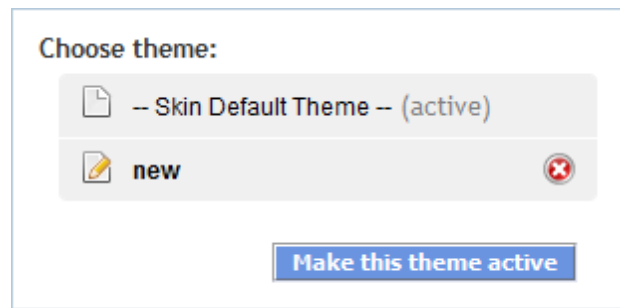 Choose theme:
-- Skin Default Theme -- (active)
new
Make this theme active